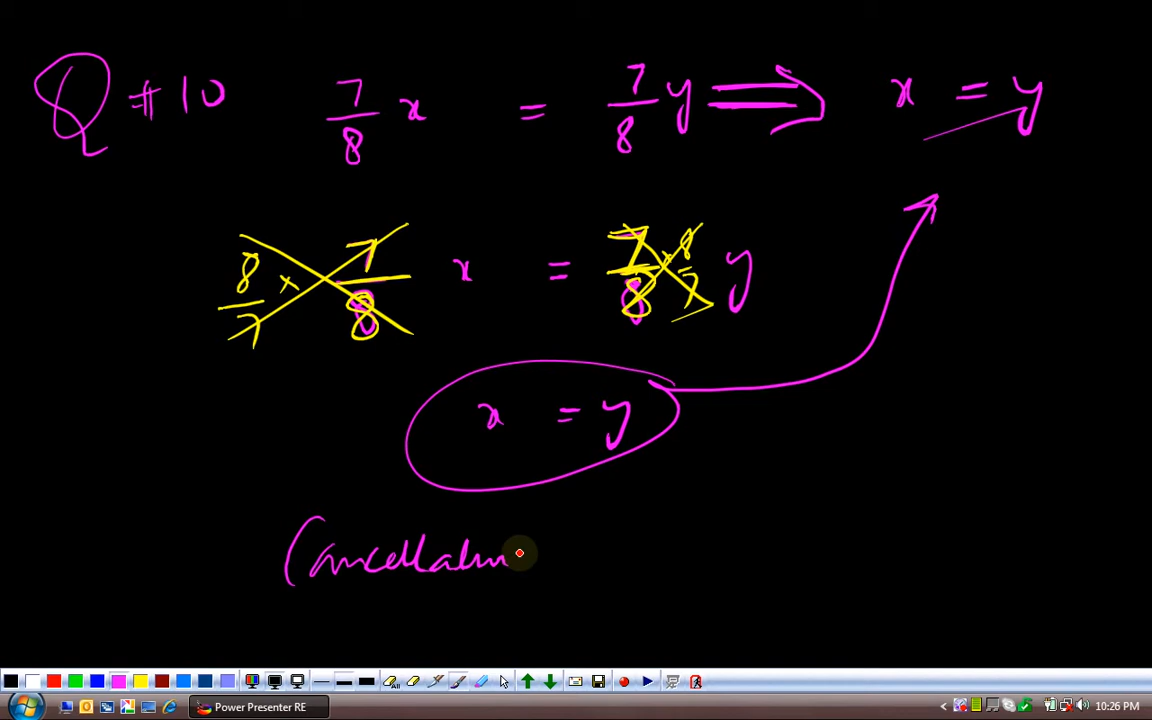 Q #10 7/8 x = 7/8 y ⟹ x = y
8/7 × 7/8 x = 7/8 × 8/7 y
x = y
Cancellation
Power Presenter RE
10:26 PM